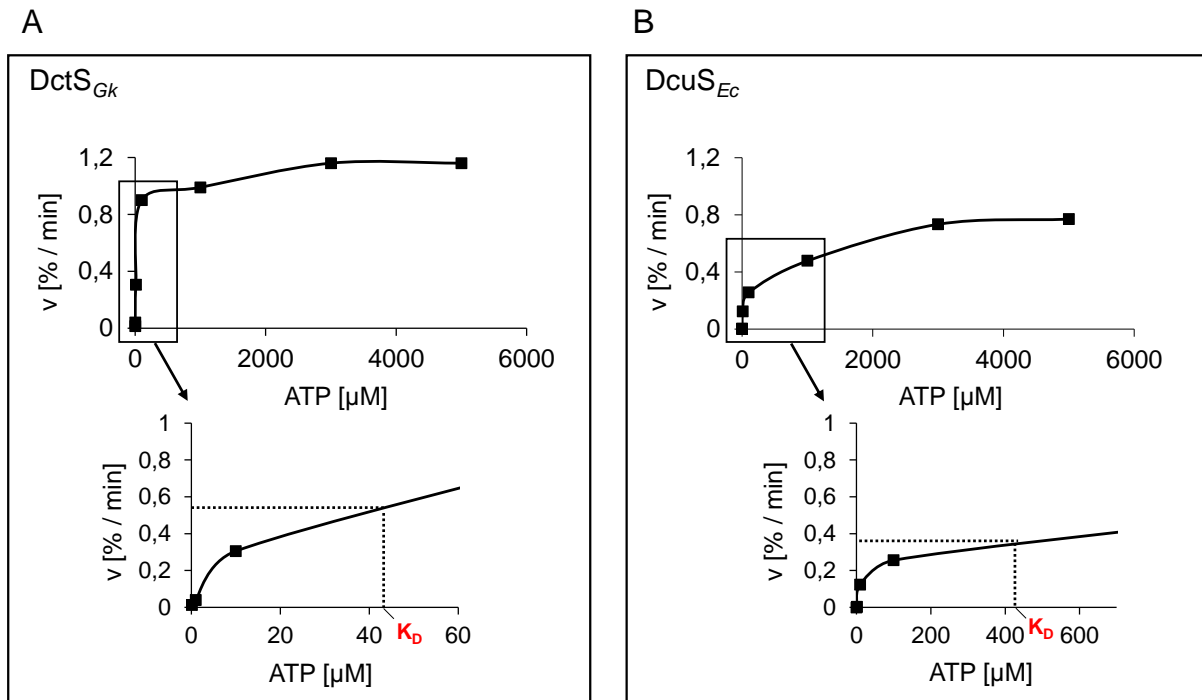 A
DctSGk
1,2
0,8
0,4
0
v [% / min]
0 2000 4000 6000
ATP [µM]
1
0,8
0,6
0,4
0,2
0
v [% / min]
0 20 40 60
KD
ATP [µM]
B
DcuSEc
1,2
0,8
0,4
0
v [% / min]
0 2000 4000 6000
ATP [µM]
1
0,8
0,6
0,4
0,2
0
v [% / min]
0 200 400 600
KD
ATP [µM]